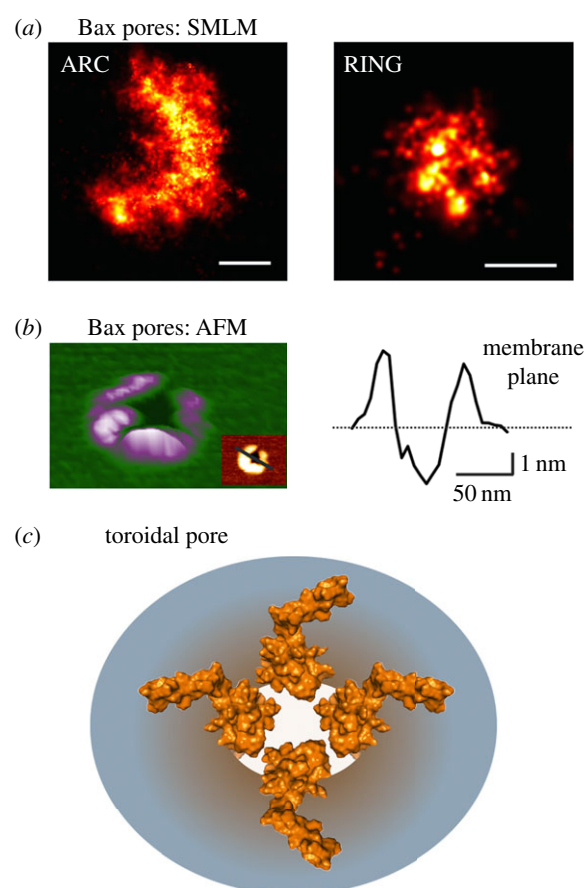 (a) Bax pores: SMLM
ARC
RING
(b) Bax pores: AFM
membrane
plane
1 nm
50 nm
(c) toroidal pore